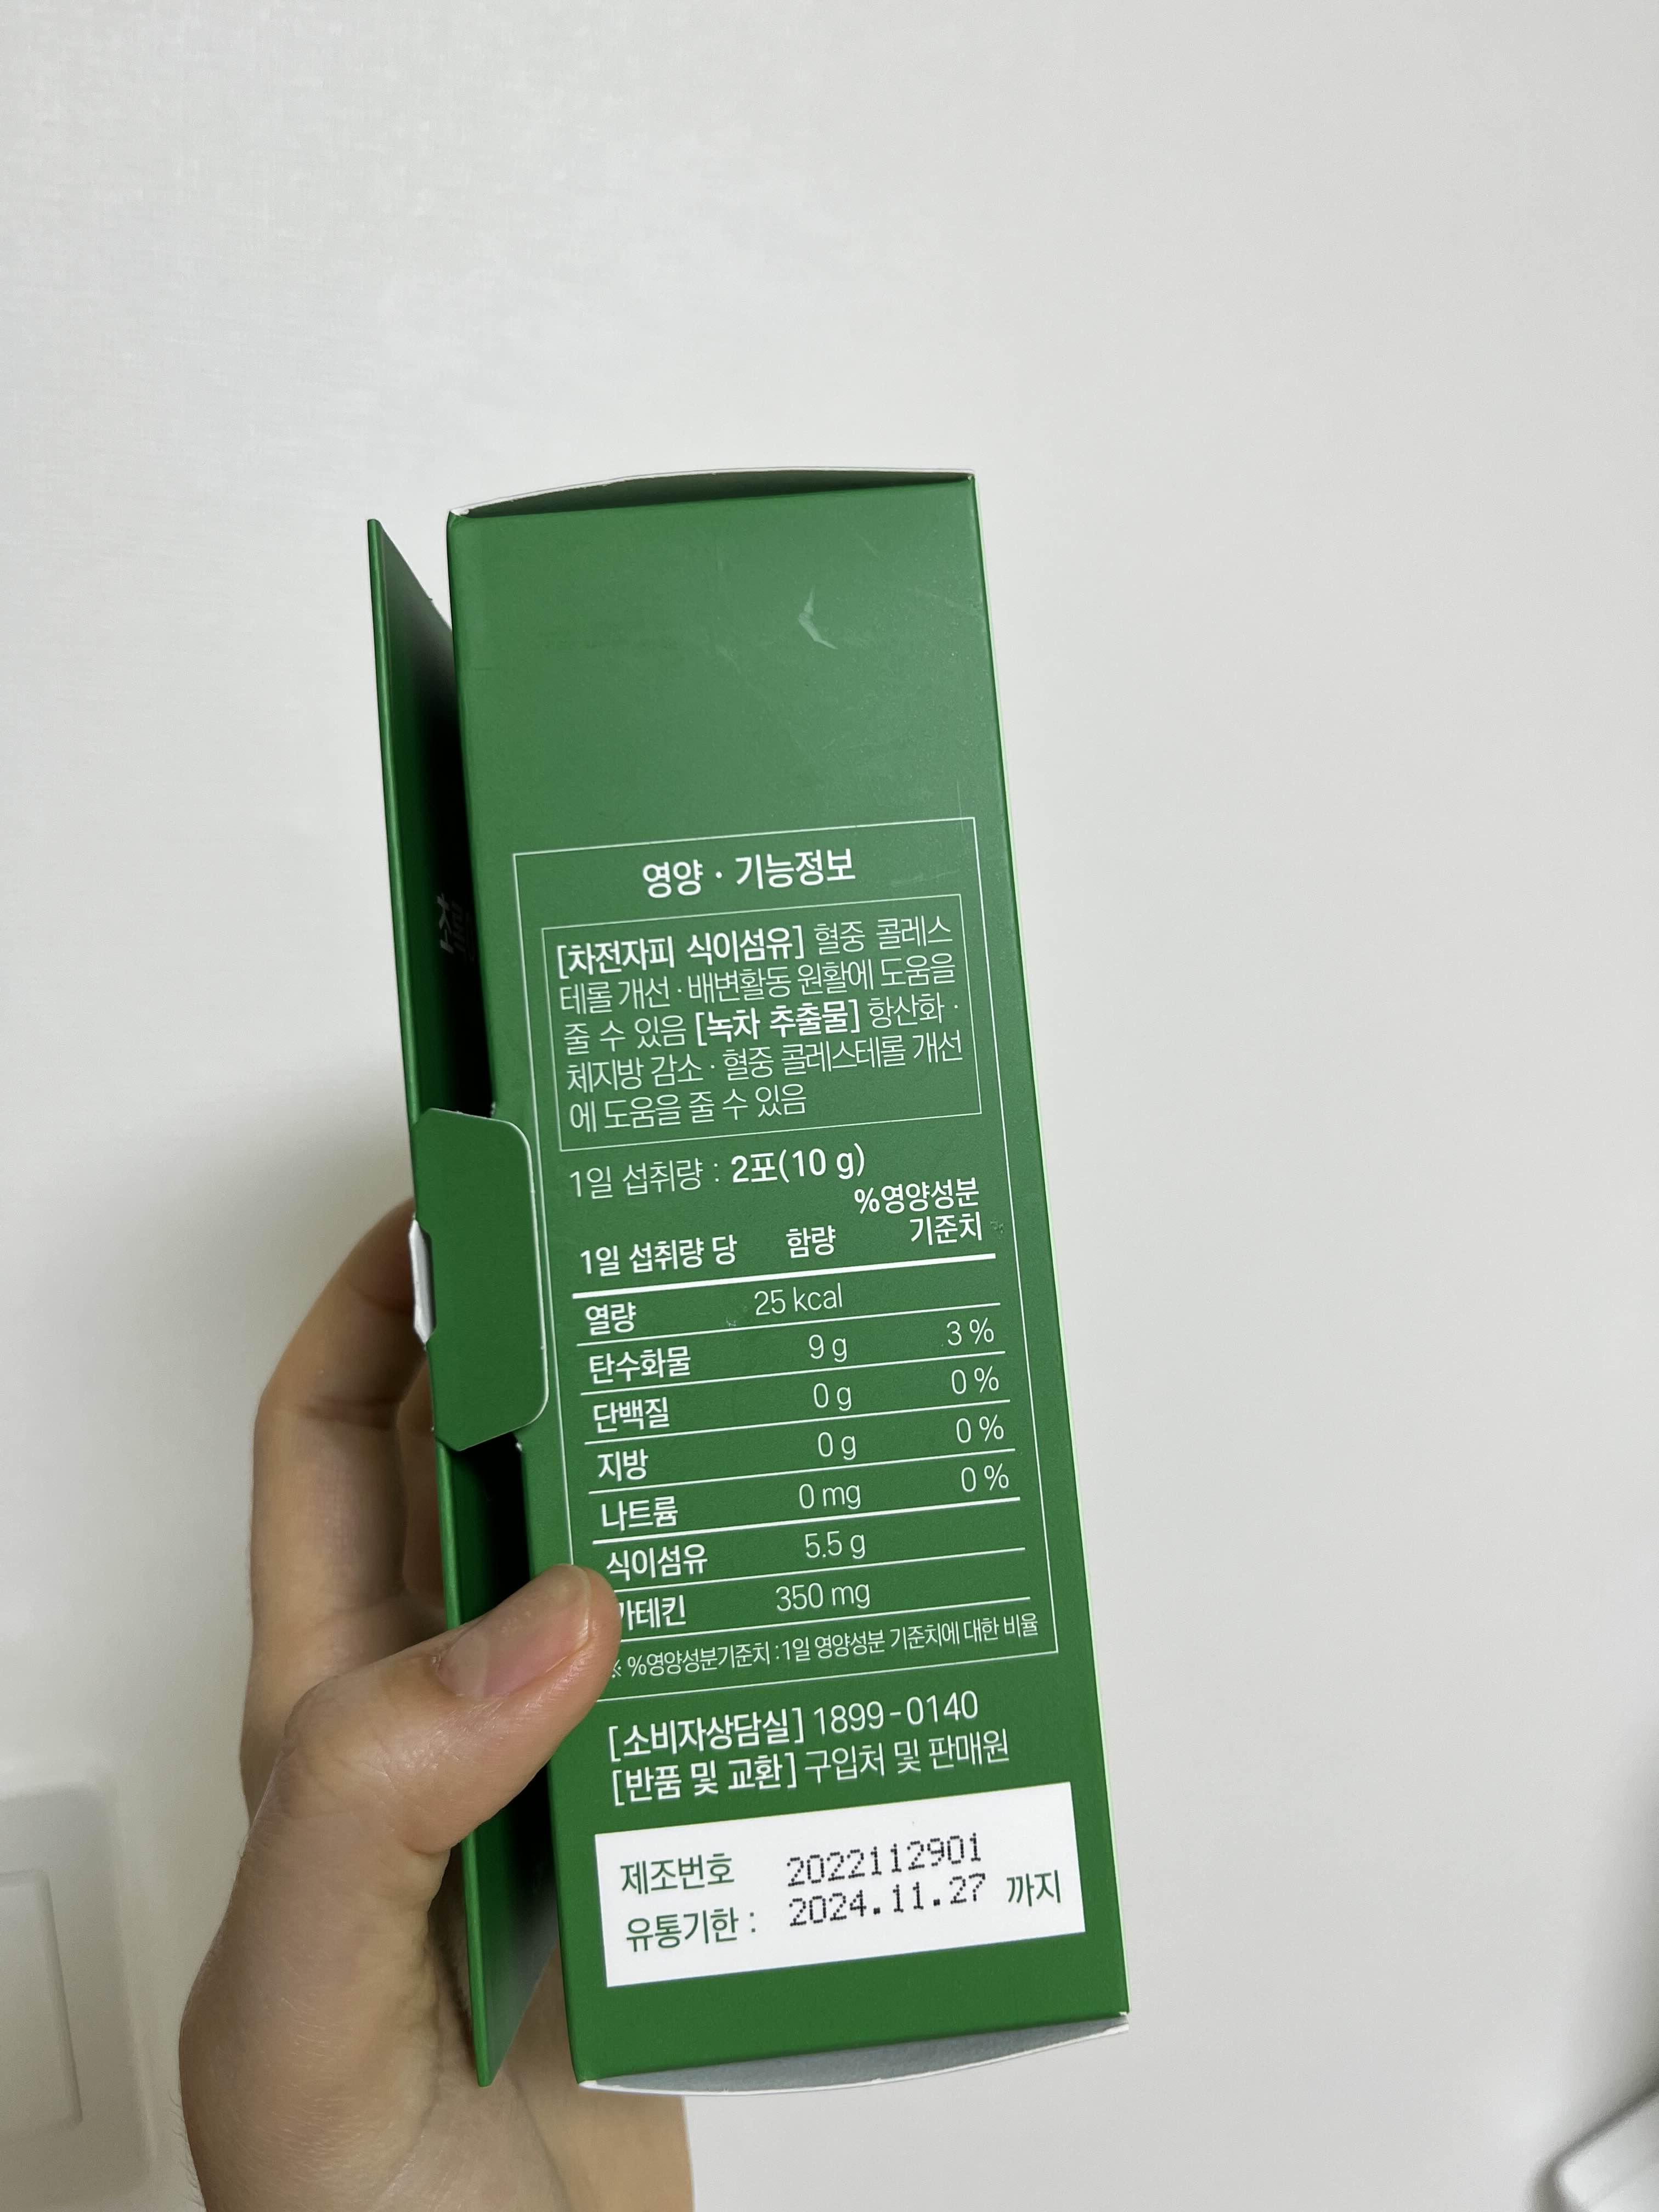 영양 · 기능정보
[차전자피 식이섬유] 혈중 콜레스
테롤 개선 · 배변활동 원활에 도움을
줄 수 있음 [녹차 추출물] 항산화 ·
체지방 감소 · 혈중 콜레스테롤 개선
에 도움을 줄 수 있음
1일 섭취량 : 2포(10 g)
1일 섭취량 당 함량 %영양성분
기준치
열량 25 kcal
탄수화물 9 g 3 %
단백질 0 g 0 %
지방 0 g 0 %
나트륨 0 mg 0 %
식이섬유 5.5 g
카테킨 350 mg
※ %영양성분기준치 : 1일 영양성분 기준치에 대한 비율
[소비자상담실] 1899-0140
[반품 및 교환] 구입처 및 판매원
제조번호 2022112901
유통기한 : 2024.11.27 까지